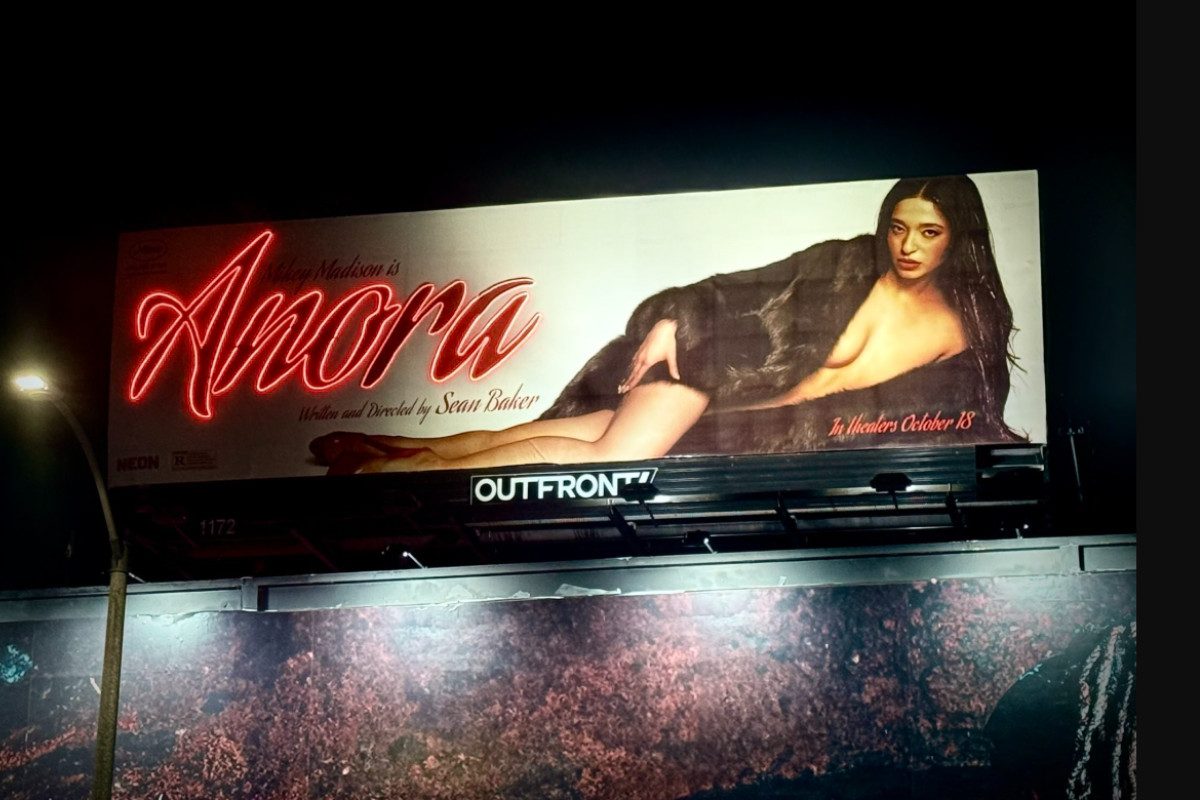 Mikey Madison is
Anora
Written and Directed by Sean Baker
In theaters October 18
NEON
R
OUTFRONT/
1172